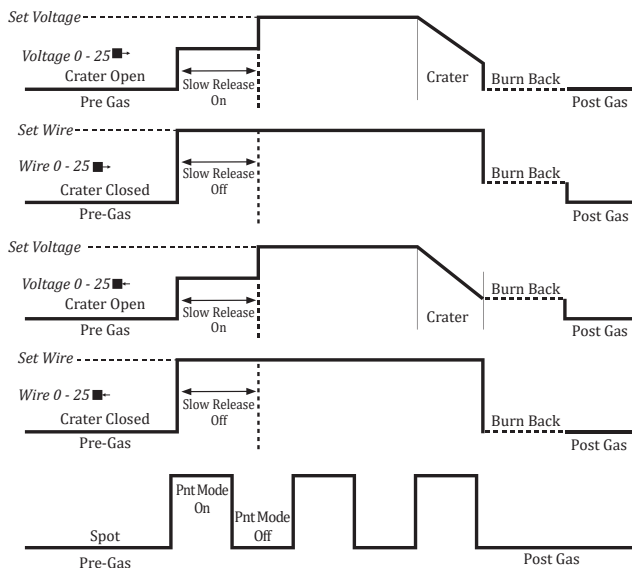 Set Voltage
Voltage 0 - 25
Crater Open
Pre Gas
Slow Release
On
Crater
Burn Back
Post Gas
Set Wire
Wire 0 - 25
Crater Closed
Pre-Gas
Slow Release
Off
Burn Back
Post Gas
Set Voltage
Voltage 0 - 25
Crater Open
Pre Gas
Slow Release
On
Crater
Burn Back
Post Gas
Set Wire
Wire 0 - 25
Crater Closed
Pre-Gas
Slow Release
Off
Burn Back
Post Gas
Spot
Pre-Gas
Pnt Mode
On
Pnt Mode
Off
Post Gas